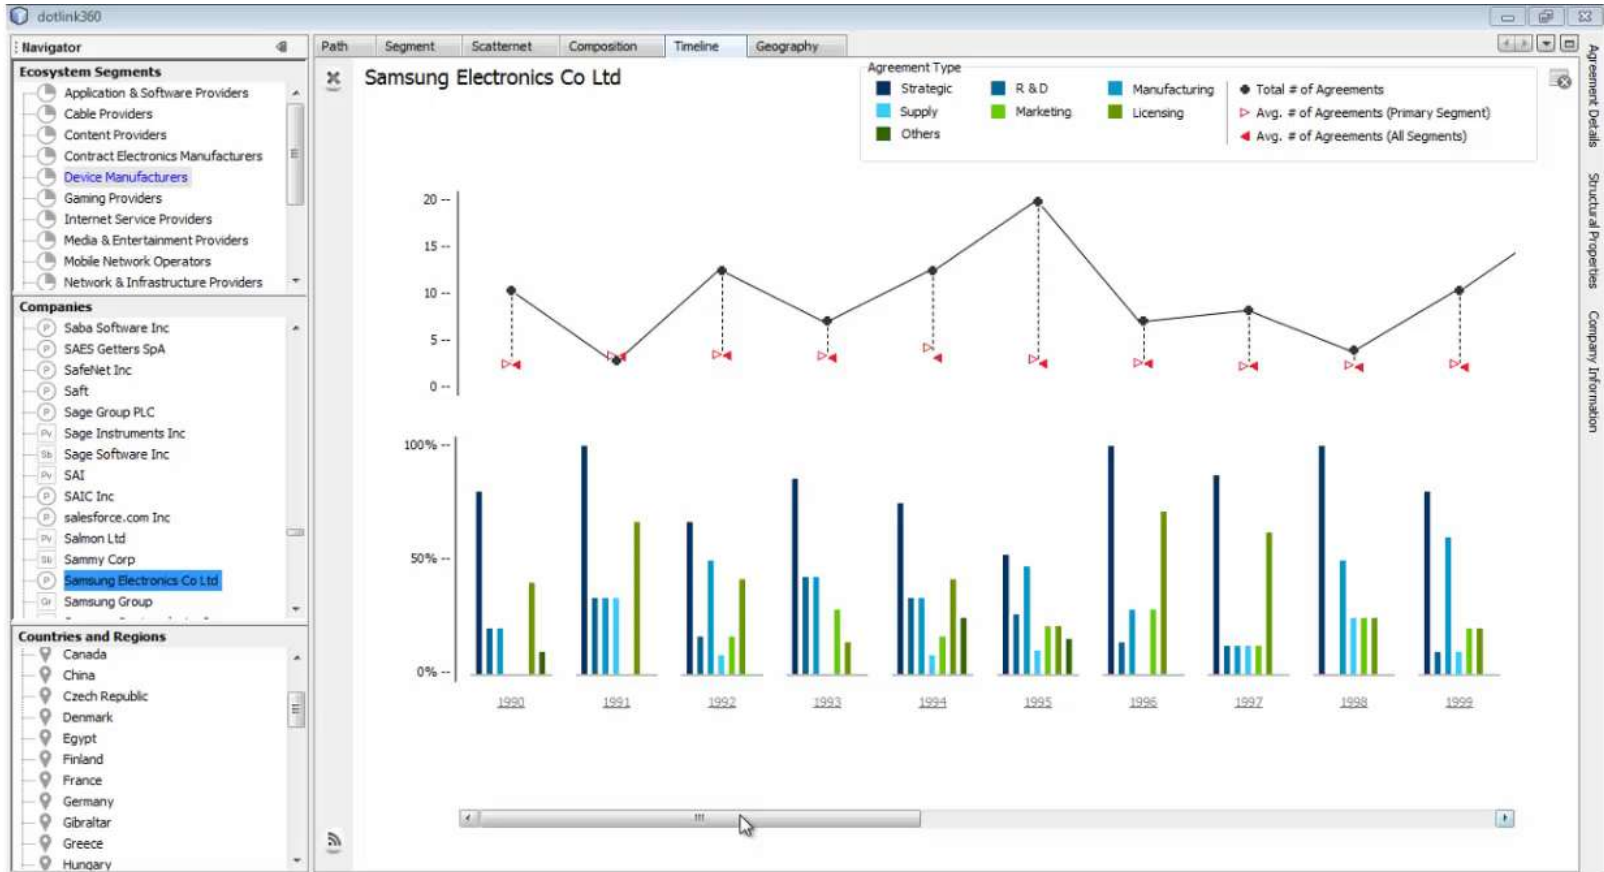 dotlink360
Navigator
Ecosystem Segments
Application & Software Providers
Cable Providers
Content Providers
Contract Electronics Manufacturers
Device Manufacturers
Gaming Providers
Internet Service Providers
Media & Entertainment Providers
Mobile Network Operators
Network & Infrastructure Providers
Companies
P Saba Software Inc
P SAES Getters SpA
P SafeNet Inc
P Saft
P Sage Group PLC
Pv Sage Instruments Inc
Sb Sage Software Inc
Pv SAI
P SAIC Inc
P salesforce.com Inc
Pv Salmon Ltd
Sb Sammy Corp
P Samsung Electronics Co Ltd
Gr Samsung Group
Countries and Regions
Canada
China
Czech Republic
Denmark
Egypt
Finland
France
Germany
Gibraltar
Greece
Hungary
Path Segment Scatternet Composition Timeline Geography
Samsung Electronics Co Ltd
Agreement Type
Strategic R & D Manufacturing Total # of Agreements
Supply Marketing Licensing Avg. # of Agreements (Primary Segment)
Others Avg. # of Agreements (All Segments)
20 --
15 --
10 --
5 --
0 --
100% --
50% --
0% --
1990 1991 1992 1993 1994 1995 1996 1997 1998 1999
Agreement Details
Structural Properties
Company Information